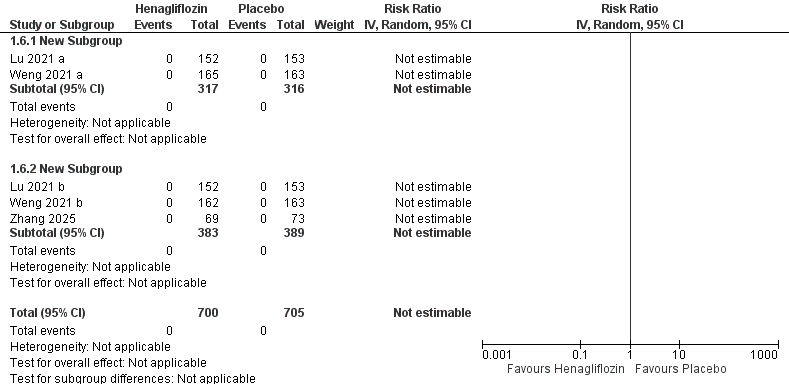 Henagliflozin Placebo Risk Ratio Risk Ratio
Study or Subgroup Events Total Events Total Weight IV, Random, 95% CI IV, Random, 95% CI
1.6.1 New Subgroup
Lu 2021 a 0 152 0 153 Not estimable
Weng 2021 a 0 165 0 163 Not estimable
Subtotal (95% CI) 317 316 Not estimable
Total events 0 0
Heterogeneity: Not applicable
Test for overall effect: Not applicable
1.6.2 New Subgroup
Lu 2021 b 0 152 0 153 Not estimable
Weng 2021 b 0 162 0 163 Not estimable
Zhang 2025 0 69 0 73 Not estimable
Subtotal (95% CI) 383 389 Not estimable
Total events 0 0
Heterogeneity: Not applicable
Test for overall effect: Not applicable
Total (95% CI) 700 705 Not estimable
Total events 0 0
Heterogeneity: Not applicable
Test for overall effect: Not applicable
Test for subgroup differences: Not applicable
0.001 0.1 1 10 1000
Favours Henagliflozin Favours Placebo